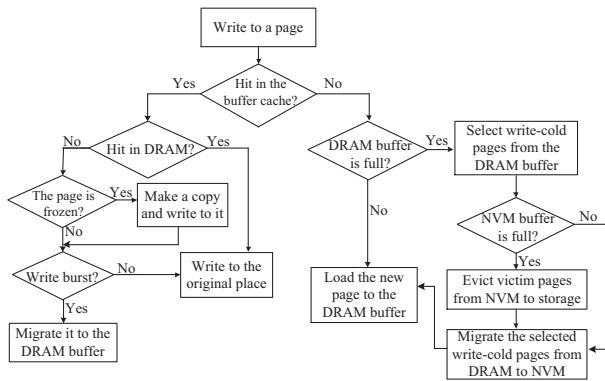 Write to a page
Yes
Hit in the
buffer cache?
No
No
Hit in DRAM?
Yes
DRAM buffer
is full?
Yes
Select write-cold
pages from the
DRAM buffer
The page is
frozen?
Yes
Make a copy
and write to it
No
No
NVM buffer
is full?
No
Write burst?
No
Write to the
original place
Load the new
page to the
DRAM buffer
Yes
Evict victim pages
from NVM to storage
Yes
Migrate it to the
DRAM buffer
Migrate the selected
write-cold pages from
DRAM to NVM